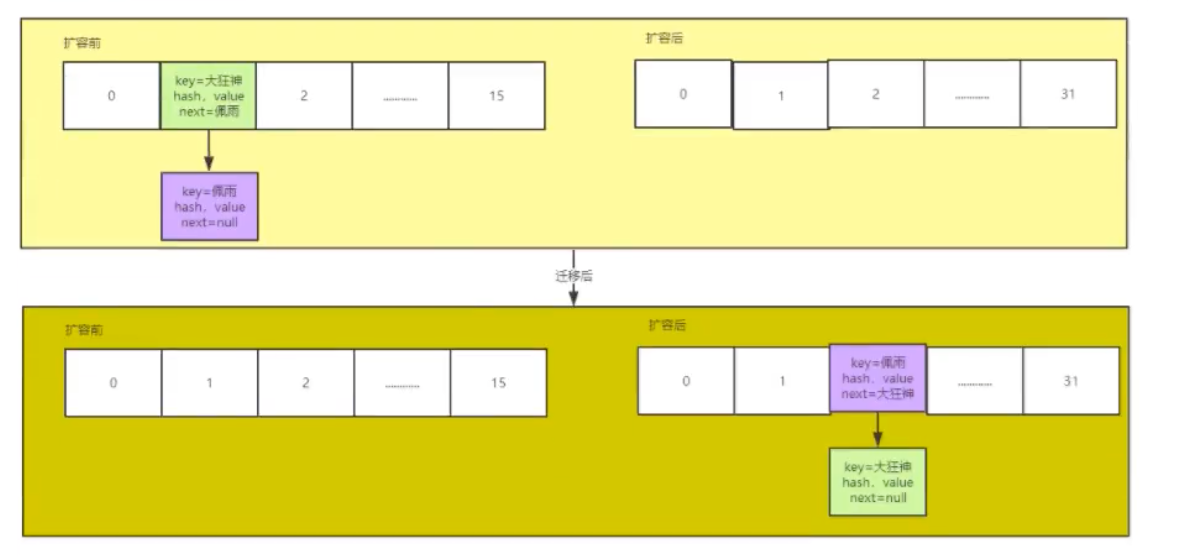 扩容前
扩容后
0
key=大狂神
hash, value
next=佩雨
2
............
15
0
1
2
............
31
key=佩雨
hash, value
next=null
迁移后
扩容前
扩容后
0
1
2
............
15
0
1
key=佩雨
hash, value
next=大狂神
............
31
key=大狂神
hash, value
next=null